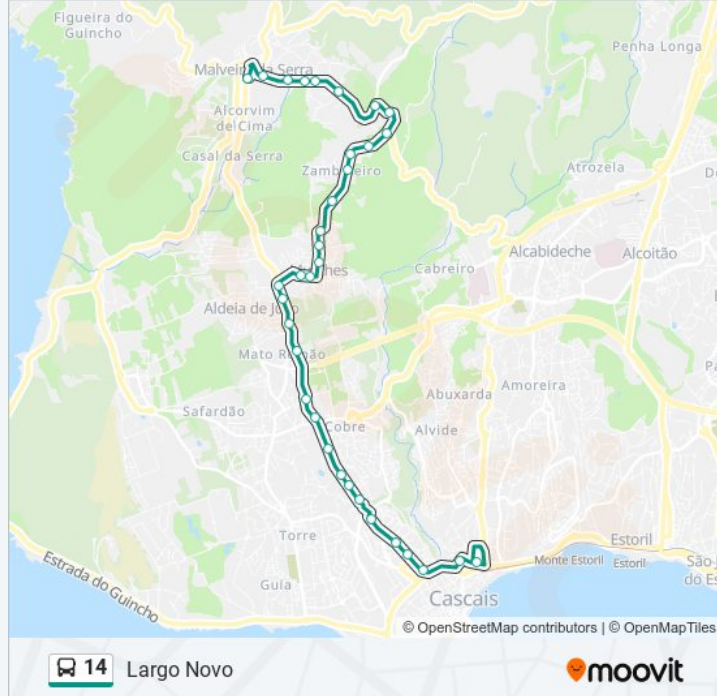 Figueira do
Guincho
Penha Longa
Malveira da Serra
Alcorvim
de Cima
Casal da Serra
Atrozela
Alcabideche
Alcoitão
Cabreiro
Aldeia de
Mato Romão
Amoreira
Abuxarda
Safardão
Cobre
Alvide
Torre
Estoril
Monte Estoril
Estoril
São
Guia
Estrada do Guincho
Cascais
© OpenStreetMap contributors | © OpenMapTiles
14
Largo Novo
moovit